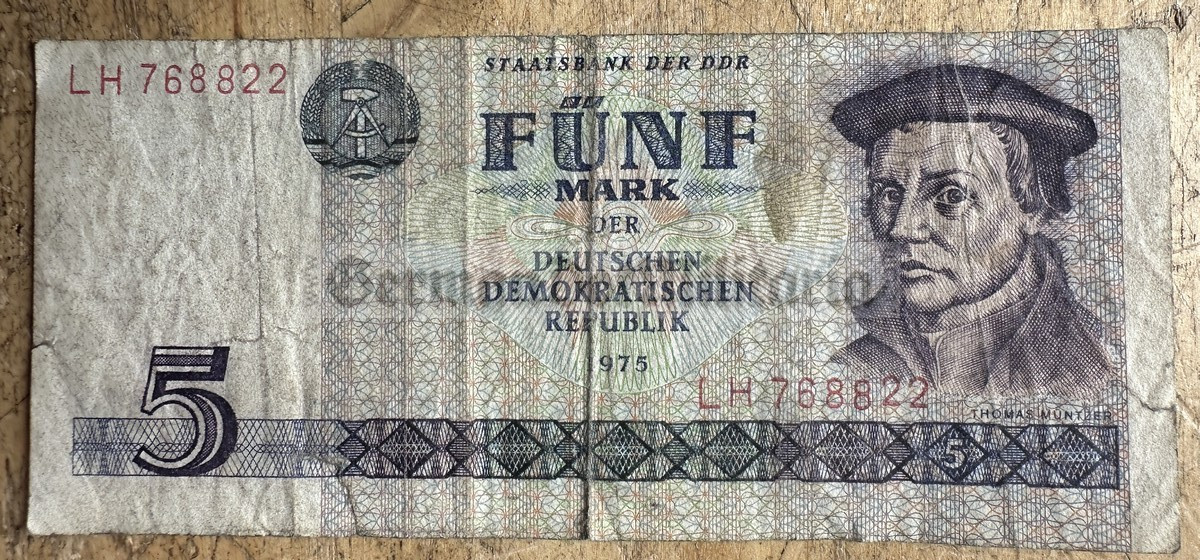 LH 768822
STAATSBANK DER DDR
FÜNF
MARK
DER
DEUTSCHEN
DEMOKRATISCHEN
REPUBLIK
1975
LH 768822
THOMAS MÜNTZER
5
5